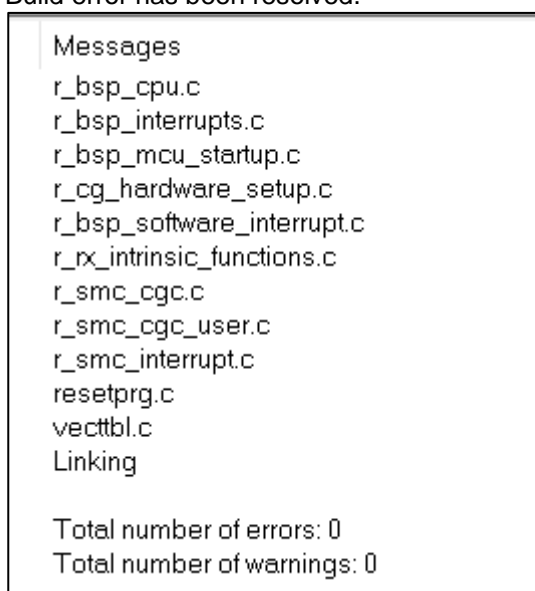 Build error has been resolved.
Messages
r_bsp_cpu.c
r_bsp_interrupts.c
r_bsp_mcu_startup.c
r_cg_hardware_setup.c
r_bsp_software_interrupt.c
r_rx_intrinsic_functions.c
r_smc_cgc.c
r_smc_cgc_user.c
r_smc_interrupt.c
resetprg.c
vecttbl.c
Linking
Total number of errors: 0
Total number of warnings: 0